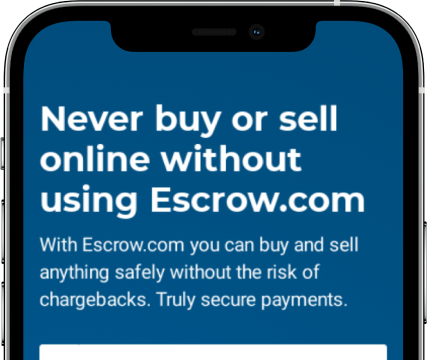 Never buy or sell
online without
using Escrow.com
With Escrow.com you can buy and sell
anything safely without the risk of
chargebacks. Truly secure payments.